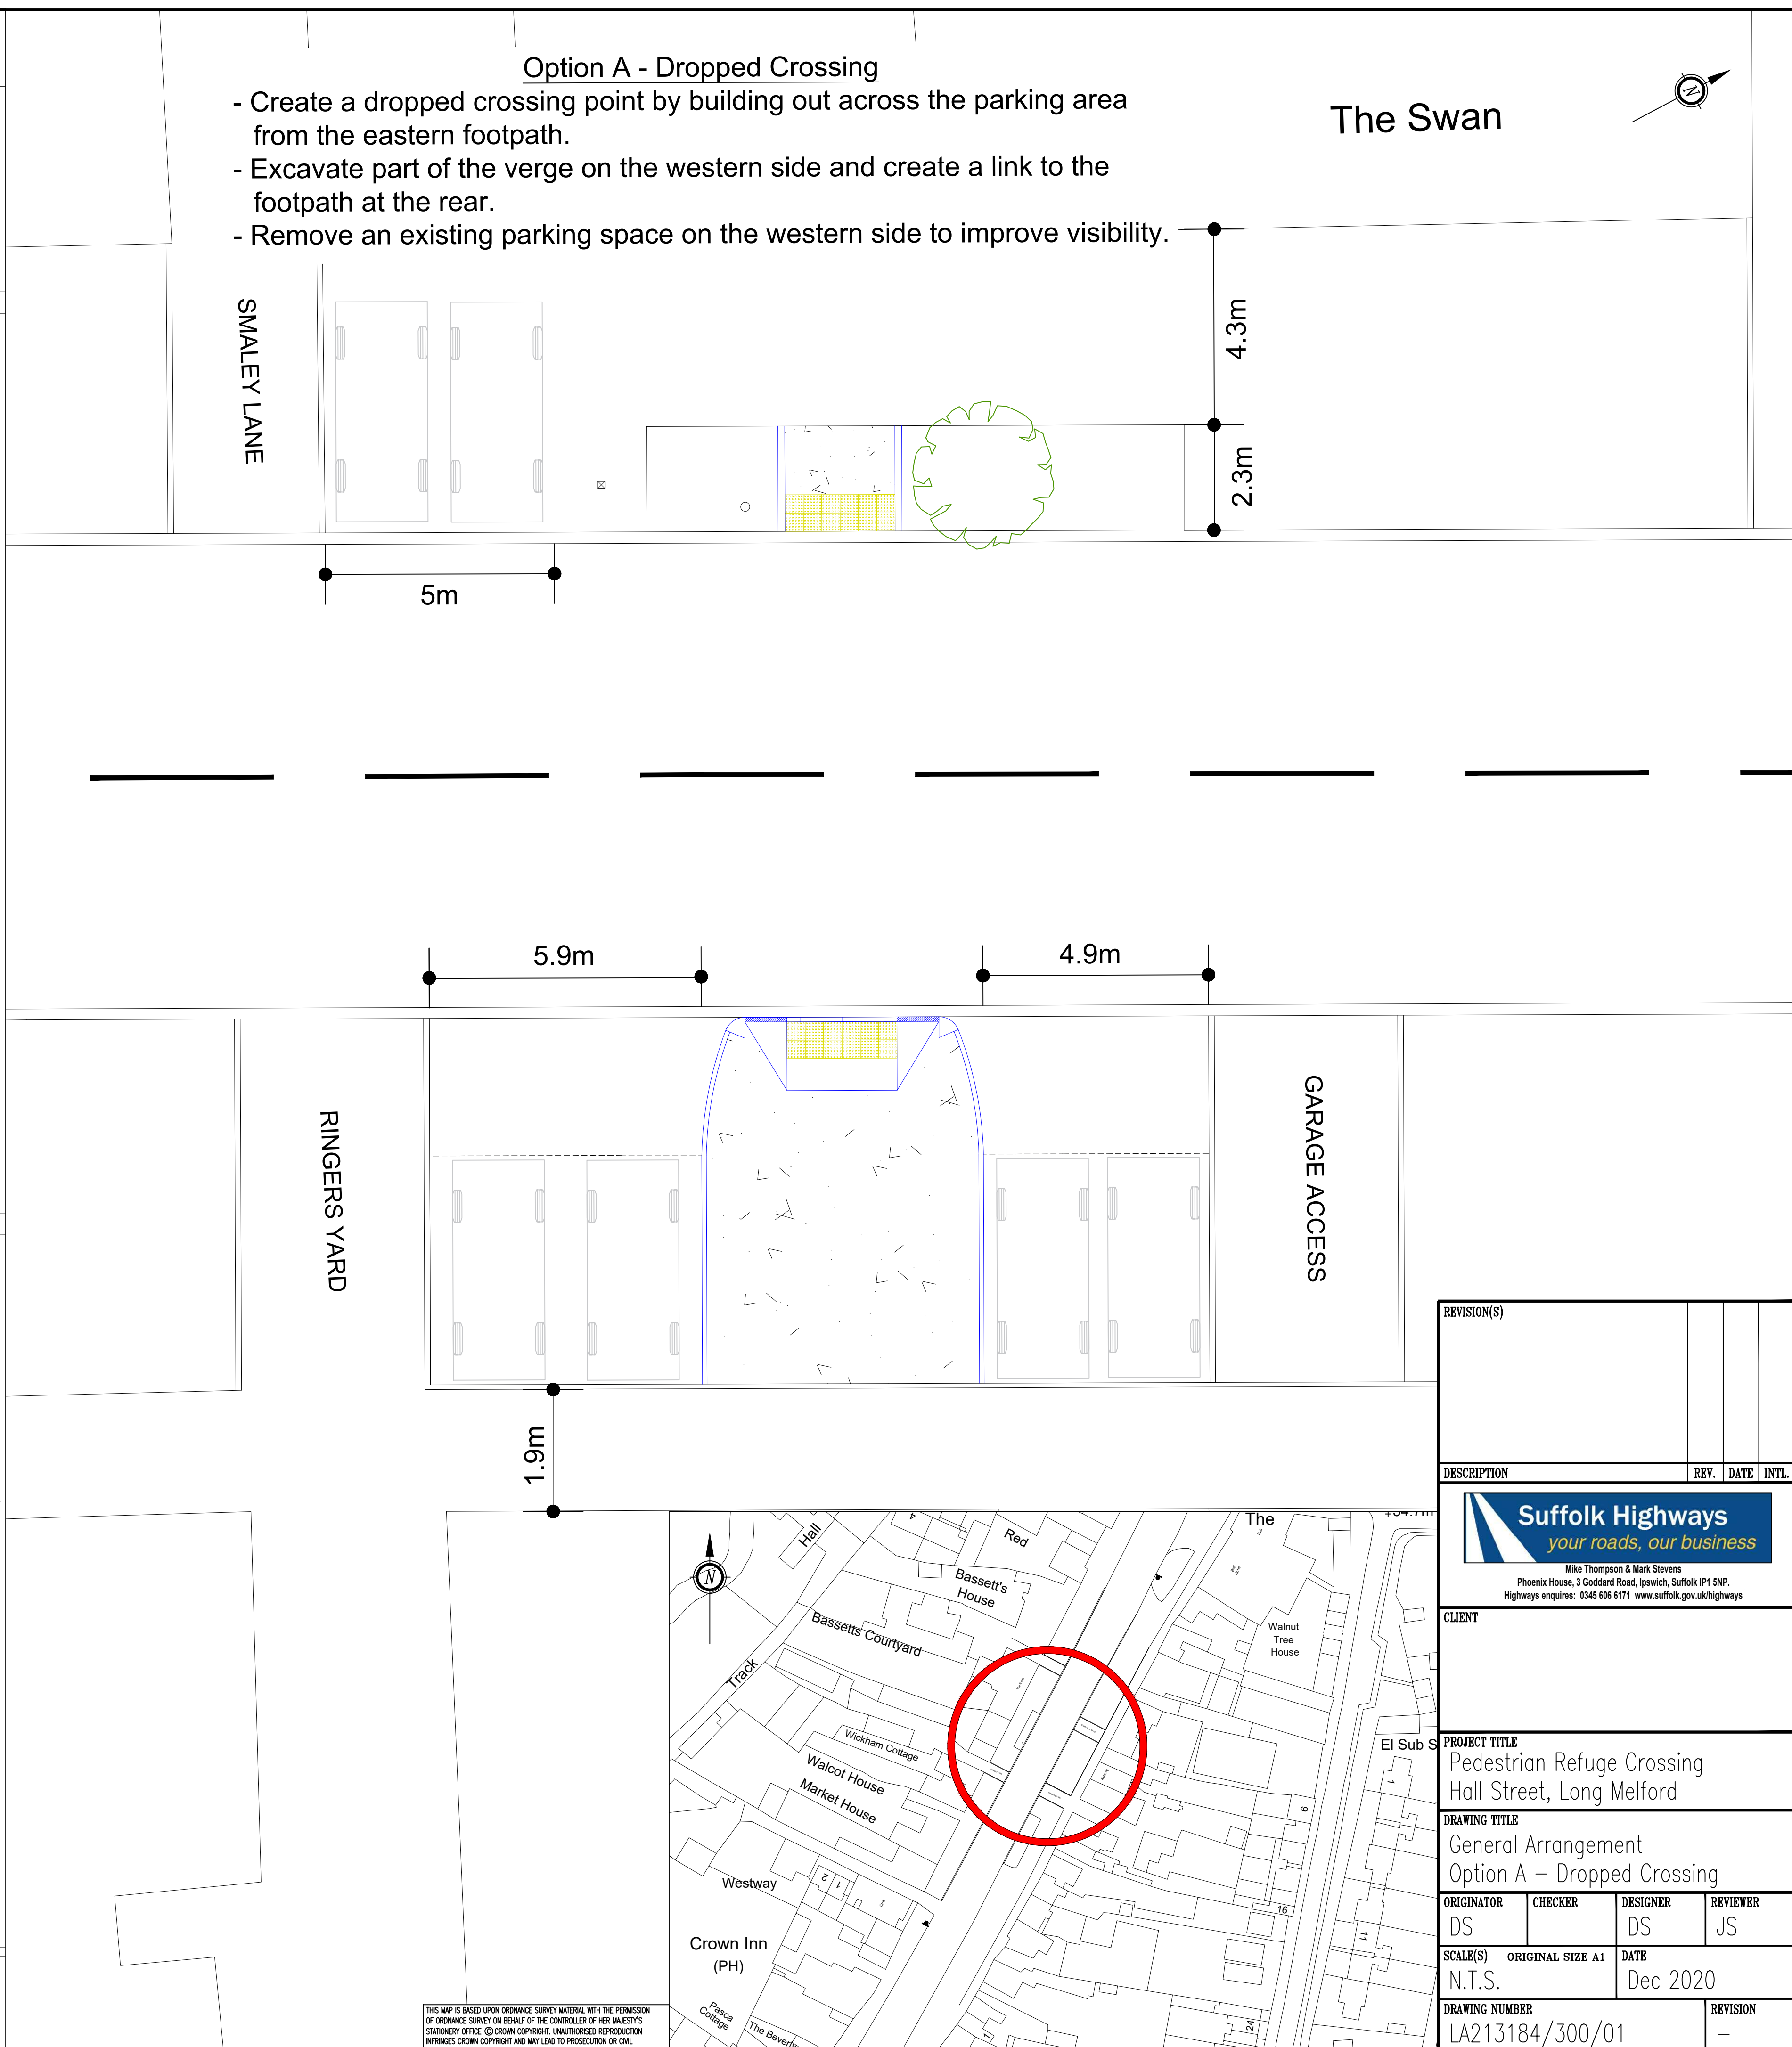 Option A - Dropped Crossing
- Create a dropped crossing point by building out across the parking area
from the eastern footpath.
- Excavate part of the verge on the western side and create a link to the
footpath at the rear.
- Remove an existing parking space on the western side to improve visibility.
The Swan
N
SMALEY LANE
4.3m
2.3m
5m
5.9m
4.9m
RINGERS YARD
GARAGE ACCESS
1.9m
REVISION(S)
DESCRIPTION
REV.
DATE
INTL.
Suffolk Highways
your roads, our business
Mike Thompson & Mark Stevens
Phoenix House, 3 Goddard Road, Ipswich, Suffolk IP1 5NP.
Highways enquires: 0345 606 6171 www.suffolk.gov.uk/highways
CLIENT
PROJECT TITLE
Pedestrian Refuge Crossing
Hall Street, Long Melford
DRAWING TITLE
General Arrangement
Option A – Dropped Crossing
ORIGINATOR
DS
CHECKER
DESIGNER
DS
REVIEWER
JS
SCALE(S) ORIGINAL SIZE A1
N.T.S.
DATE
Dec 2020
DRAWING NUMBER
LA213184/300/01
REVISION
–
N
Hall
4
Red
The
Bassett's
House
Bassetts Courtyard
Track
Walnut
Tree
House
Wickham Cottage
Walcot House
Market House
El Sub S
1
9
Westway
2
1
16
11
Crown Inn
(PH)
Pasca
Cottage
24
1
THIS MAP IS BASED UPON ORDNANCE SURVEY MATERIAL WITH THE PERMISSION
OF ORDNANCE SURVEY ON BEHALF OF THE CONTROLLER OF HER MAJESTY'S
STATIONERY OFFICE © CROWN COPYRIGHT. UNAUTHORISED REPRODUCTION
INFRINGES CROWN COPYRIGHT AND MAY LEAD TO PROSECUTION OR CIVIL